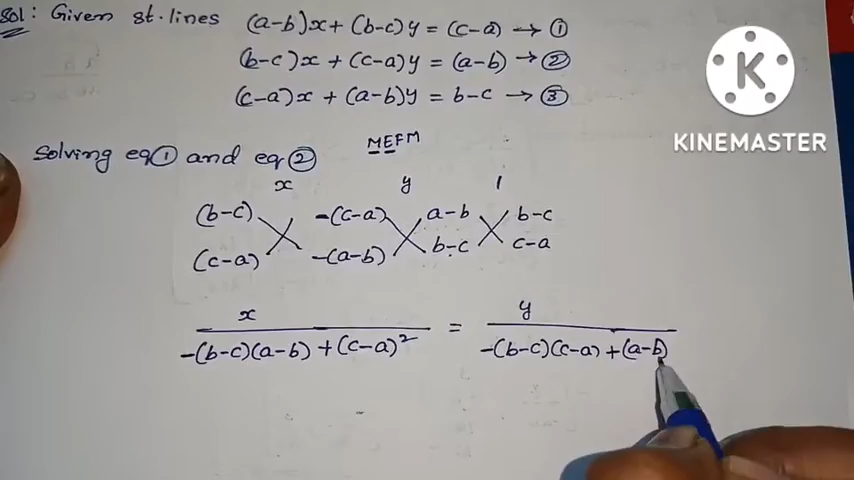 Sol: Given st. lines (a-b)x + (b-c)y = (c-a) → ①
(b-c)x + (c-a)y = (a-b) → ②
(c-a)x + (a-b)y = b-c → ③
K
KINEMASTER
Solving eq① and eq② MEFM
x y 1
(b-c) -(c-a) a-b b-c
(c-a) -(a-b) b-c c-a
x / -(b-c)(a-b) + (c-a)² = y / -(b-c)(c-a) + (a-b)